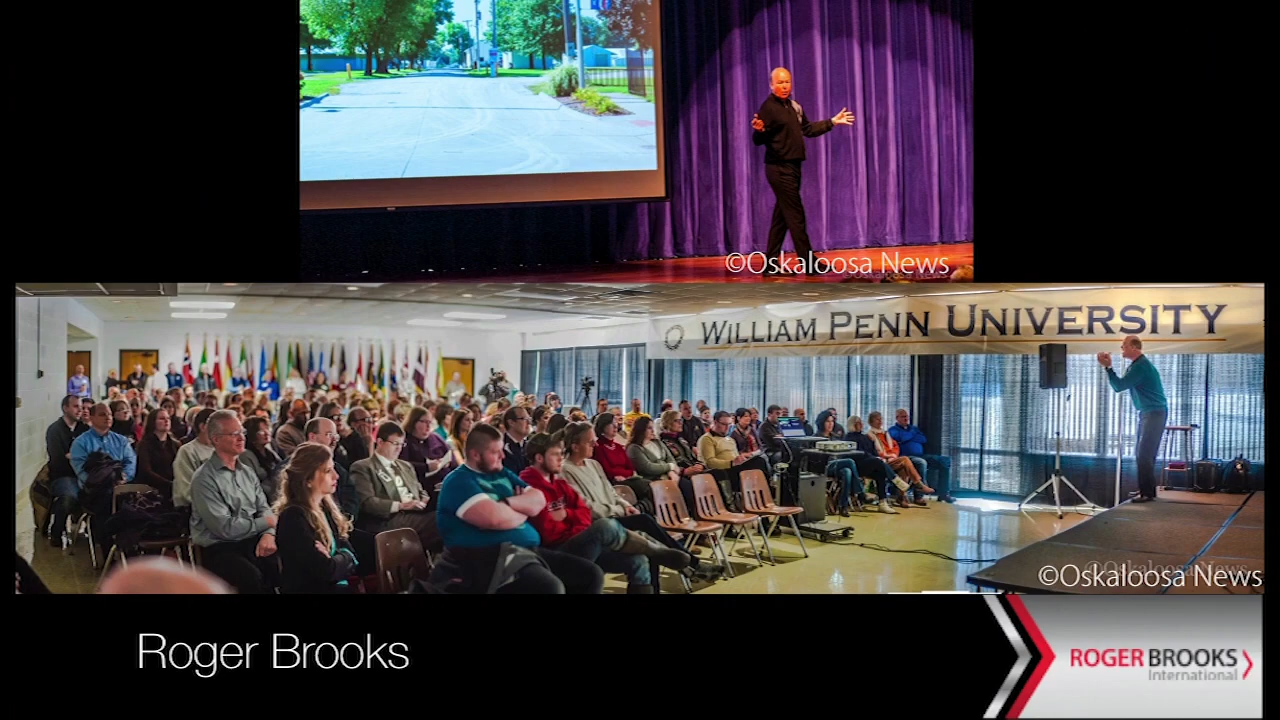 ©Oskaloosa News
WILLIAM PENN UNIVERSITY
©Oskaloosa News
Roger Brooks
ROGER BROOKS
International